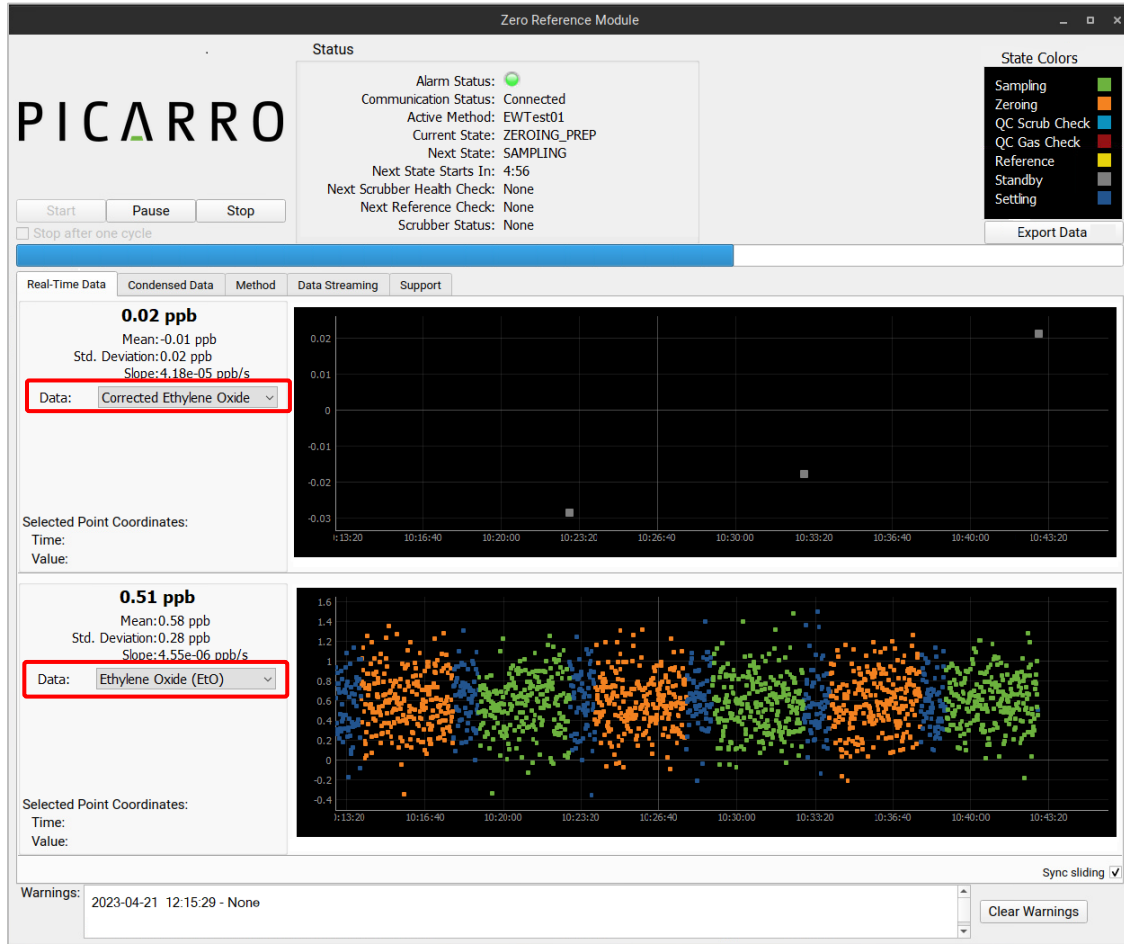 Zero Reference Module
PICARRO
Status
Alarm Status:
Communication Status: Connected
Active Method: EWTest01
Current State: ZEROING_PREP
Next State: SAMPLING
Next State Starts In: 4:56
Next Scrubber Health Check: None
Next Reference Check: None
Scrubber Status: None
State Colors
Sampling
Zeroing
QC Scrub Check
QC Gas Check
Reference
Standby
Settling
Start Pause Stop
Stop after one cycle
Export Data
Real-Time Data Condensed Data Method Data Streaming Support
0.02 ppb
Mean:-0.01 ppb
Std. Deviation:0.02 ppb
Slope:4.18e-05 ppb/s
Data: Corrected Ethylene Oxide
Selected Point Coordinates:
Time:
Value:
0.02
0.01
0
-0.01
-0.02
-0.03
):13:20 10:16:40 10:20:00 10:23:20 10:26:40 10:30:00 10:33:20 10:36:40 10:40:00 10:43:20
0.51 ppb
Mean:0.58 ppb
Std. Deviation:0.28 ppb
Slope:4.55e-06 ppb/s
Data: Ethylene Oxide (EtO)
Selected Point Coordinates:
Time:
Value:
1.6
1.4
1.2
1
0.8
0.6
0.4
0.2
0
-0.2
-0.4
):13:20 10:16:40 10:20:00 10:23:20 10:26:40 10:30:00 10:33:20 10:36:40 10:40:00 10:43:20
Sync sliding
Warnings:
2023-04-21 12:15:29 - None
Clear Warnings